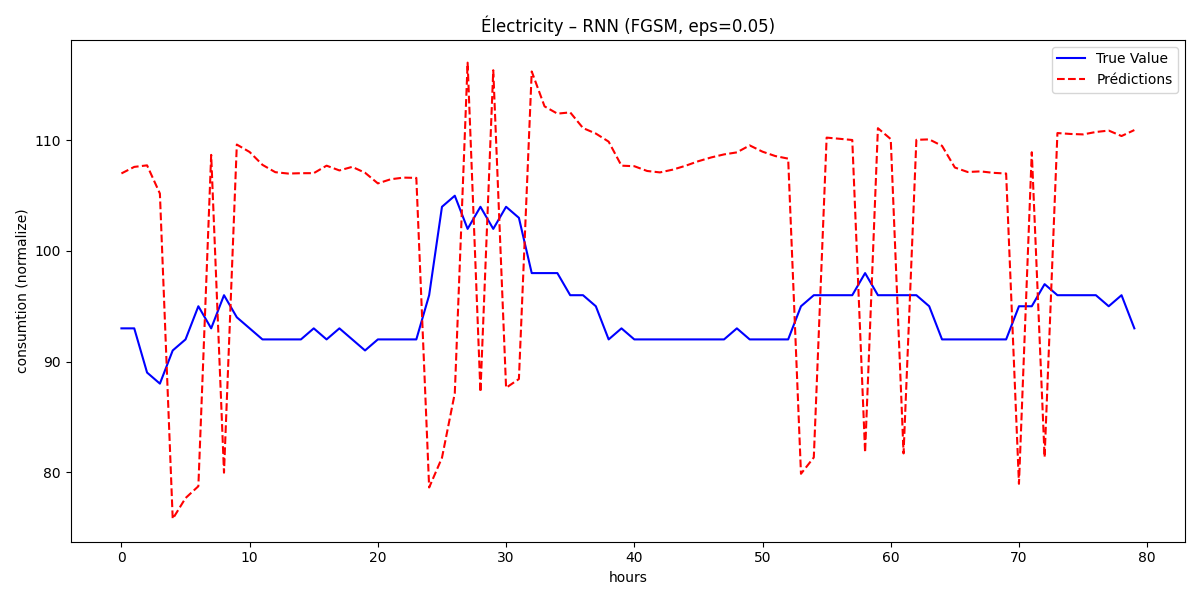 Électricity – RNN (FGSM, eps=0.05)
True Value
Prédictions
consumtion (normalize)
110
100
90
80
0 10 20 30 40 50 60 70 80
hours